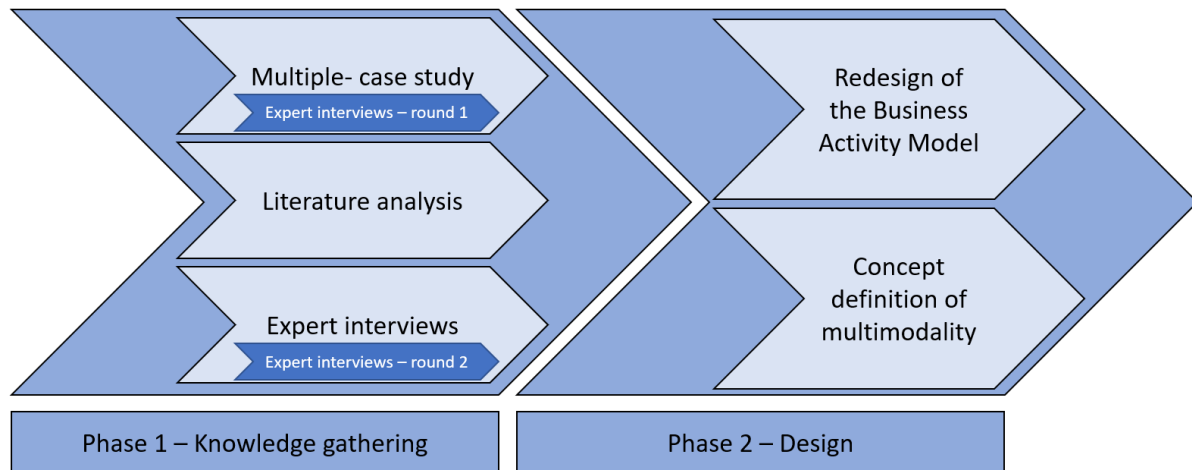 Multiple- case study
Expert interviews – round 1
Literature analysis
Expert interviews
Expert interviews – round 2
Phase 1 – Knowledge gathering
Redesign of
the Business
Activity Model
Concept
definition of
multimodality
Phase 2 – Design